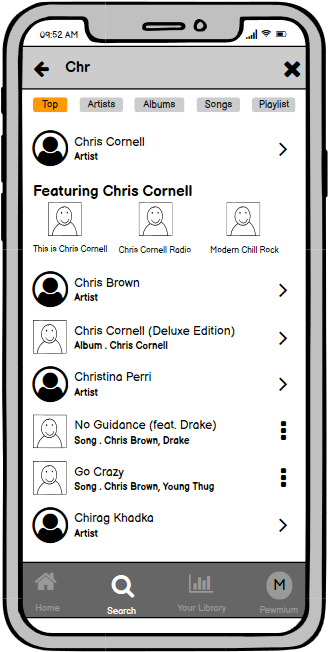 09:52 AM
Chr
Top Artists Albums Songs Playlist
Chris Cornell
Artist
Featuring Chris Cornell
This is Chris Cornell Chris Cornell Radio Modern Chill Rock
Chris Brown
Artist
Chris Cornell (Deluxe Edition)
Album . Chris Cornell
Christina Perri
Artist
No Guidance (feat. Drake)
Song . Chris Brown, Drake
Go Crazy
Song . Chris Brown, Young Thug
Chirag Khadka
Artist
M
Home Search Your Library Pewmium